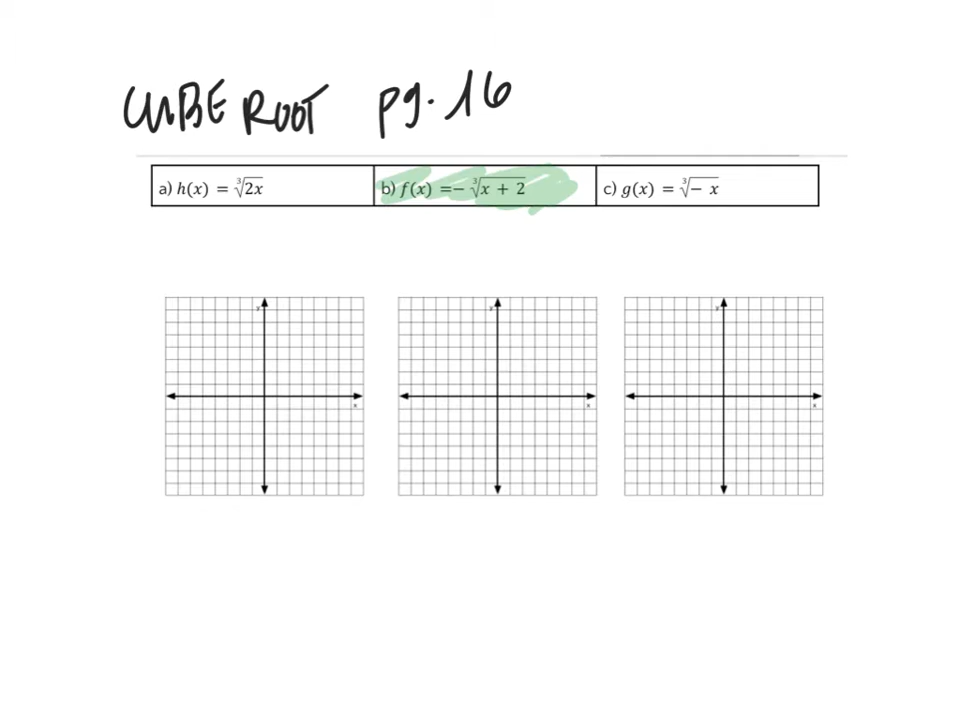 CUBE ROOT pg. 16
a) h(x) = ∛2x b) f(x) =− ∛x + 2 c) g(x) = ∛− x
y y y
x x x